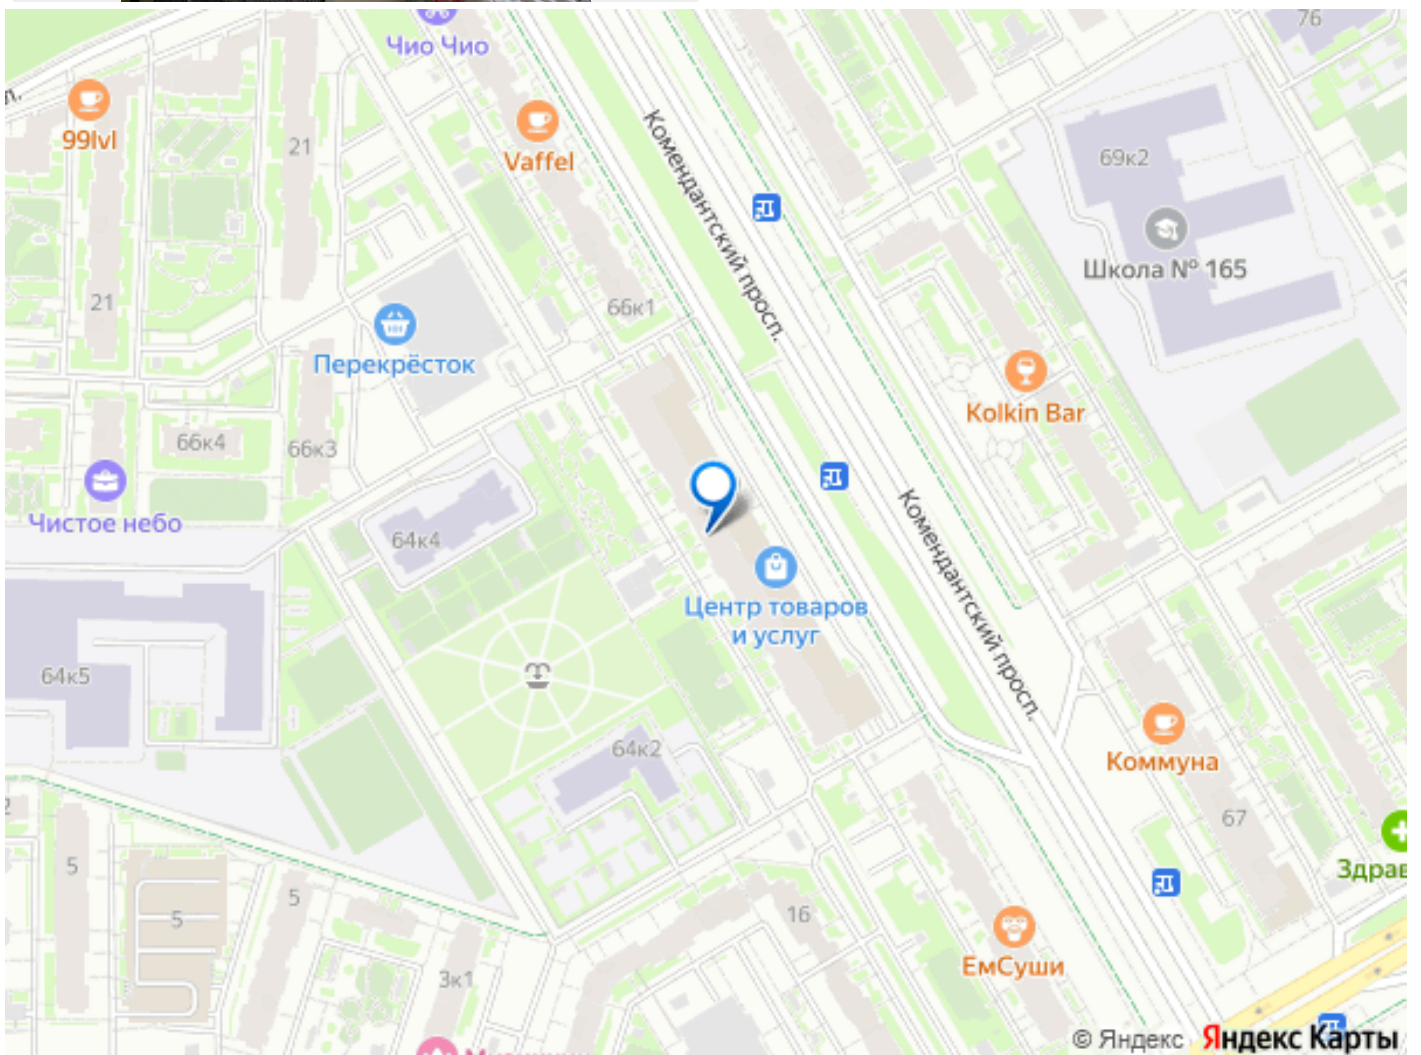 Чио Чио
76
99lvl
21
Vaffel
Комендантский просп.
69к2
Школа № 165
21
66к1
Перекрёсток
Kolkin Bar
66к4
66к3
Чистое небо
64к4
Комендантский просп.
Центр товаров
и услуг
64к5
64к2
Коммуна
67
5
5
5
16
Здрав
ЕмСуши
3к1
© Яндекс Яндекс Карты